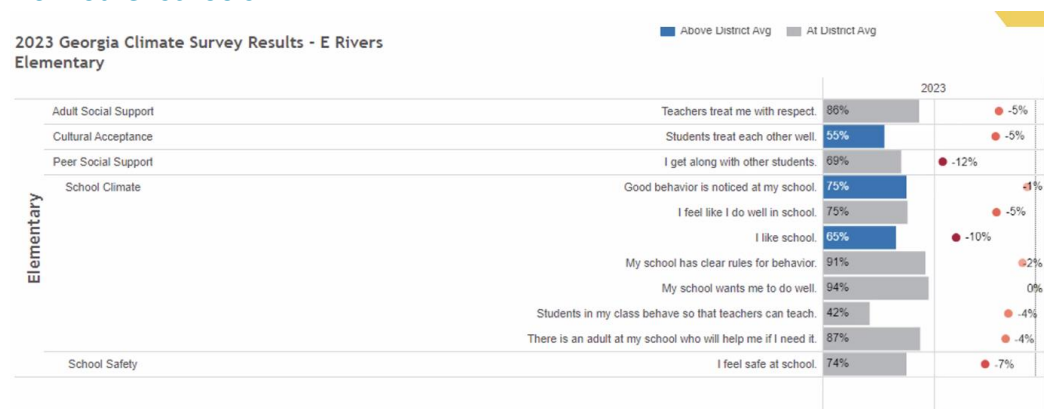 2023 Georgia Climate Survey Results - E Rivers
Elementary
Above District Avg At District Avg
2023
Elementary
Adult Social Support Teachers treat me with respect. 86% -5%
Cultural Acceptance Students treat each other well. 55% -5%
Peer Social Support I get along with other students. 69% -12%
School Climate Good behavior is noticed at my school. 75% -1%
I feel like I do well in school. 75% -5%
I like school. 65% -10%
My school has clear rules for behavior. 91% -2%
My school wants me to do well. 94% 0%
Students in my class behave so that teachers can teach. 42% -4%
There is an adult at my school who will help me if I need it. 87% -4%
School Safety I feel safe at school. 74% -7%